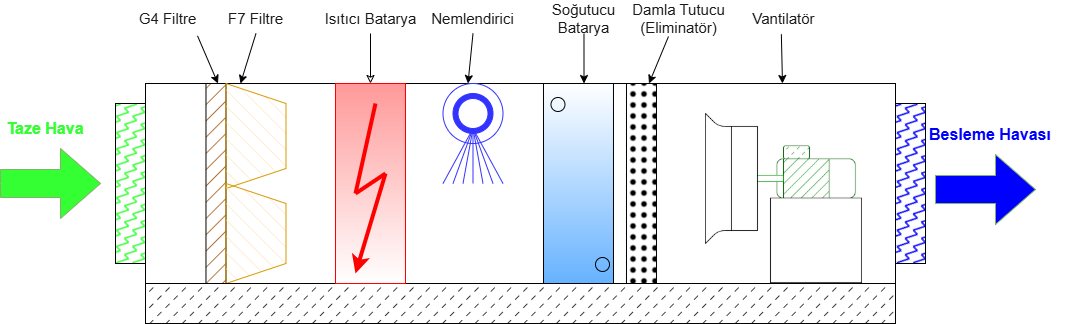 G4 Filtre
F7 Filtre
Isıtıcı Batarya
Nemlendirici
Soğutucu
Batarya
Damla Tutucu
(Eliminatör)
Vantilatör
Taze Hava
Besleme Havası